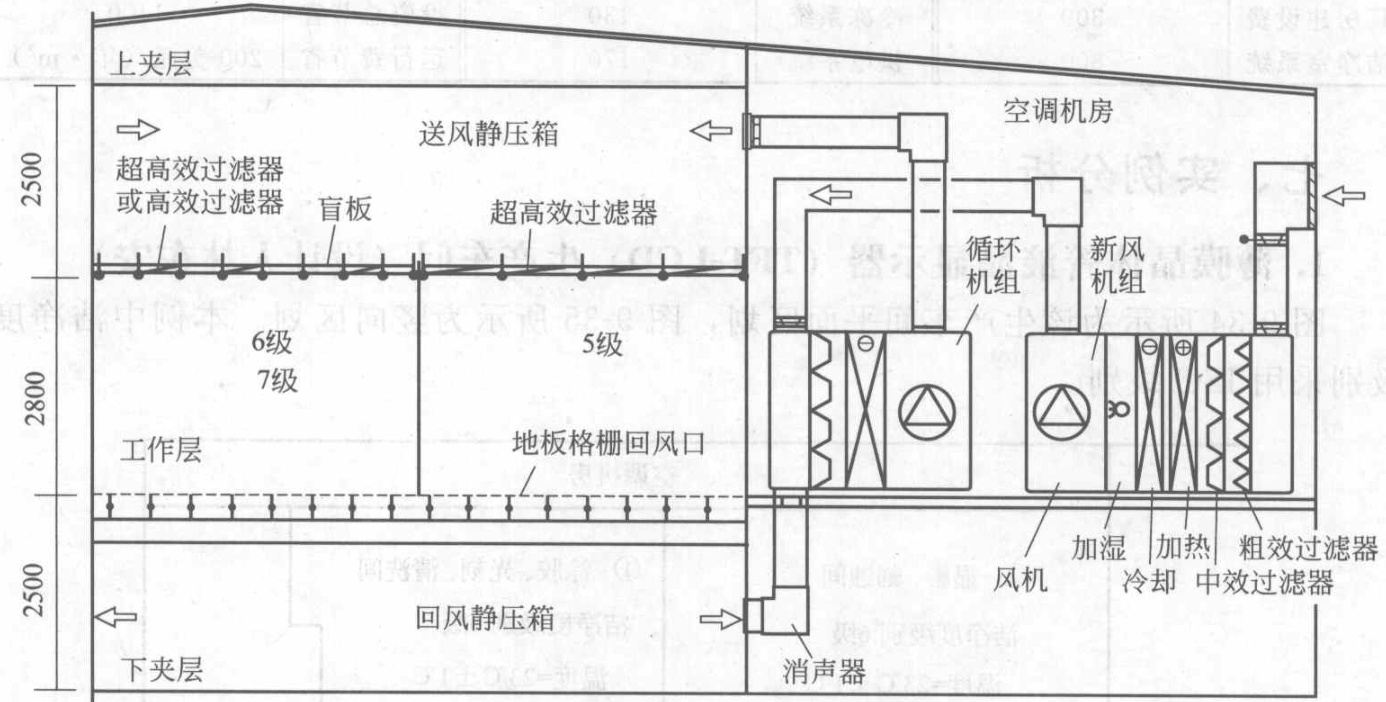 上夹层
空调机房
送风静压箱
2500
超高效过滤器
或高效过滤器
盲板
超高效过滤器
循环
机组
新风
机组
6级
7级
5级
2800
工作层
地板格栅回风口
加湿
加热
粗效过滤器
风机
冷却
中效过滤器
2500
回风静压箱
下夹层
消声器